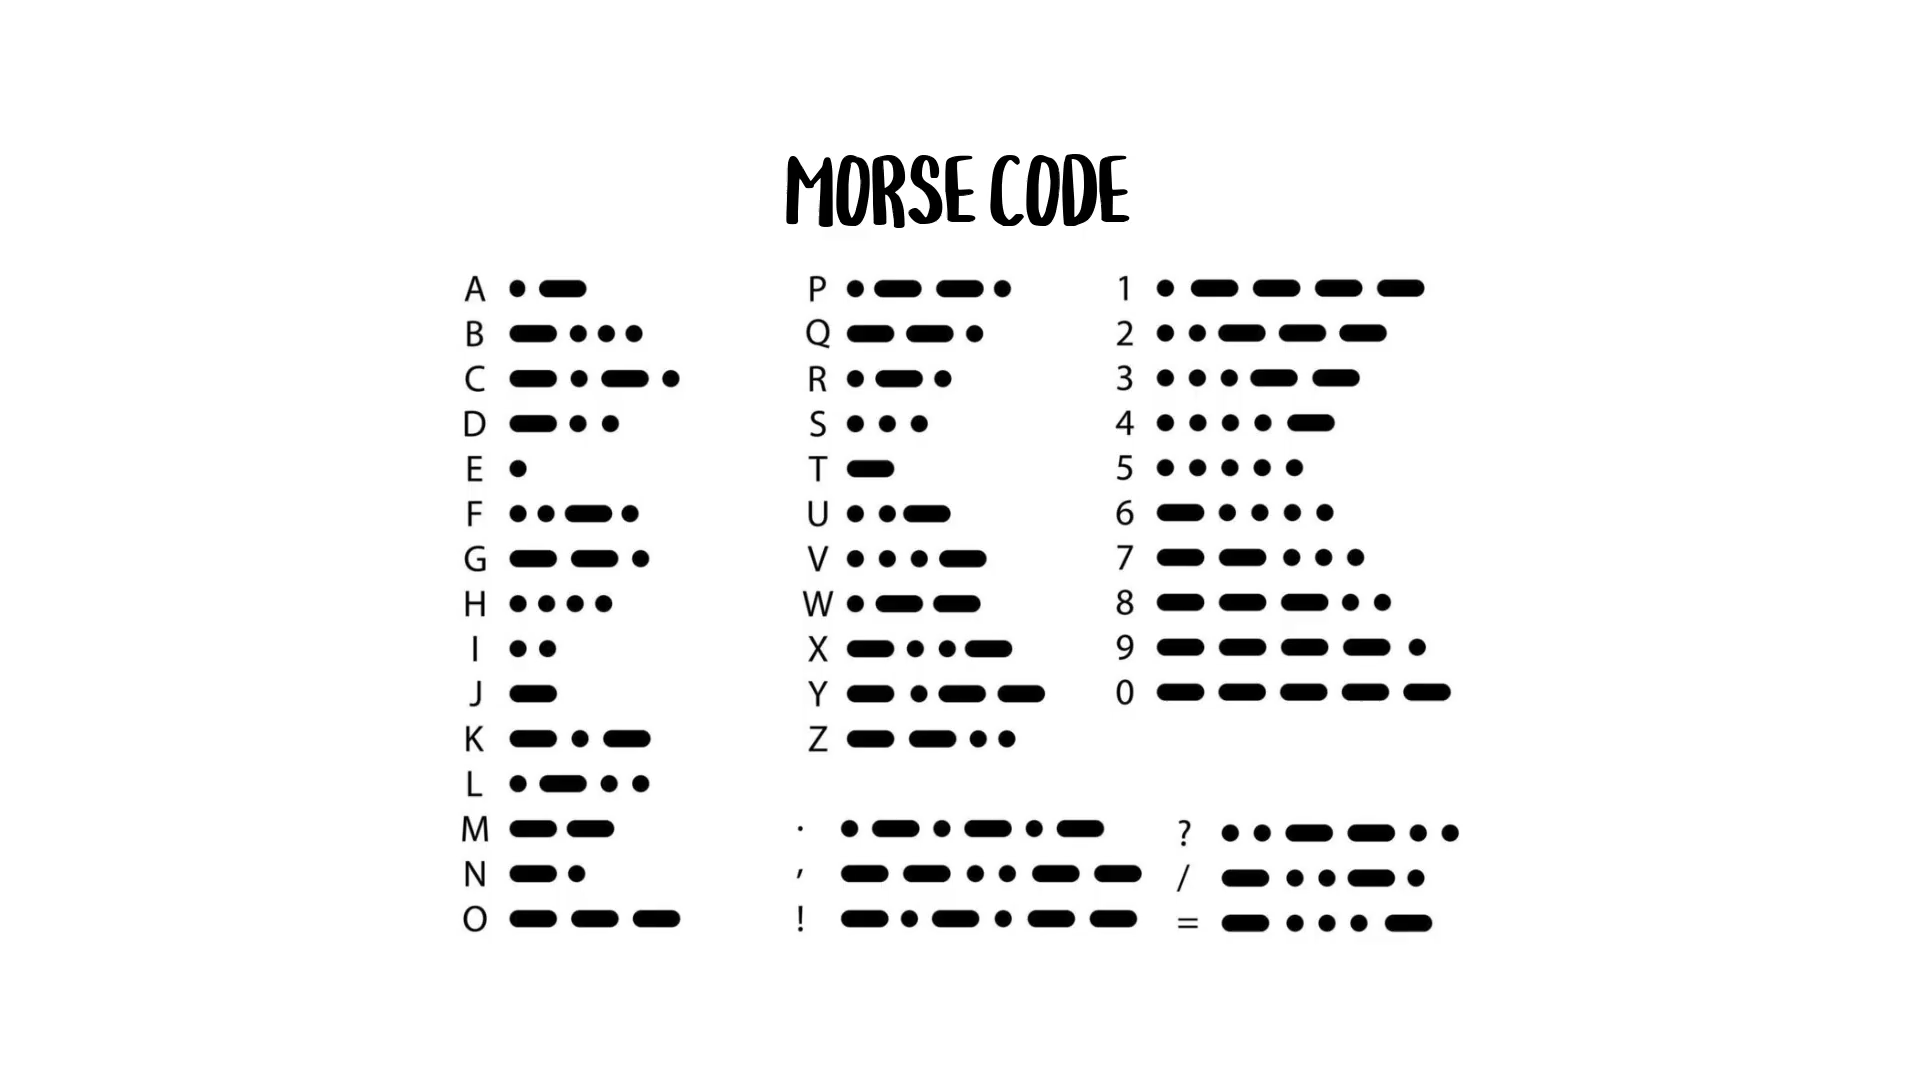 MORSE CODE
A • —
B — • • •
C — • — •
D — • •
E •
F • • — •
G — — •
H • • • •
I • •
J —
K — • —
L • — • •
M — —
N — •
O — — —
P • — — •
Q — — •
R • — •
S • • •
T —
U • • —
V • • • —
W • — —
X — • • —
Y — • — —
Z — — • •
1 • — — — —
2 • • — — —
3 • • • — —
4 • • • • —
5 • • • • •
6 — • • • •
7 — — • • •
8 — — — • •
9 — — — — •
0 — — — — —
. • — • — • —
, — — • • — —
! — • — • — —
? • • — — • •
/ — • • — •
= — • • • —